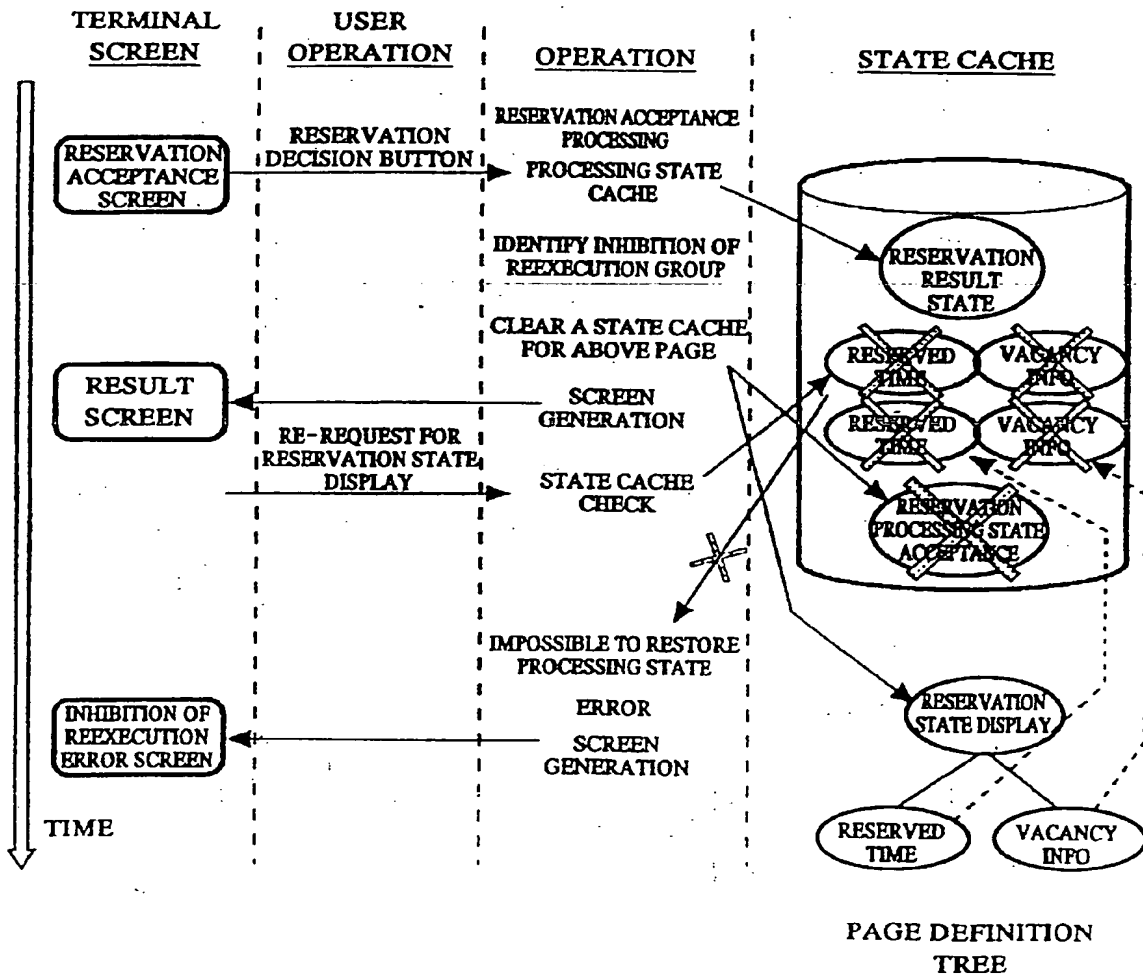 TERMINAL
SCREEN
USER
OPERATION
OPERATION
STATE CACHE
RESERVATION
ACCEPTANCE
SCREEN
RESERVATION
DECISION BUTTON
RESERVATION ACCEPTANCE
PROCESSING
PROCESSING STATE
CACHE
IDENTIFY INHIBITION OF
REEXECUTION GROUP
RESERVATION
RESULT
STATE
CLEAR A STATE CACHE
FOR ABOVE PAGE
RESERVED
TIME
VACANCY
INFO
RESULT
SCREEN
SCREEN
GENERATION
RESERVED
TIME
VACANCY
INFO
RE-REQUEST FOR
RESERVATION STATE
DISPLAY
STATE CACHE
CHECK
RESERVATION
PROCESSING STATE
ACCEPTANCE
IMPOSSIBLE TO RESTORE
PROCESSING STATE
INHIBITION OF
REEXECUTION
ERROR SCREEN
ERROR
SCREEN
GENERATION
RESERVATION
STATE DISPLAY
TIME
RESERVED
TIME
VACANCY
INFO
PAGE DEFINITION
TREE